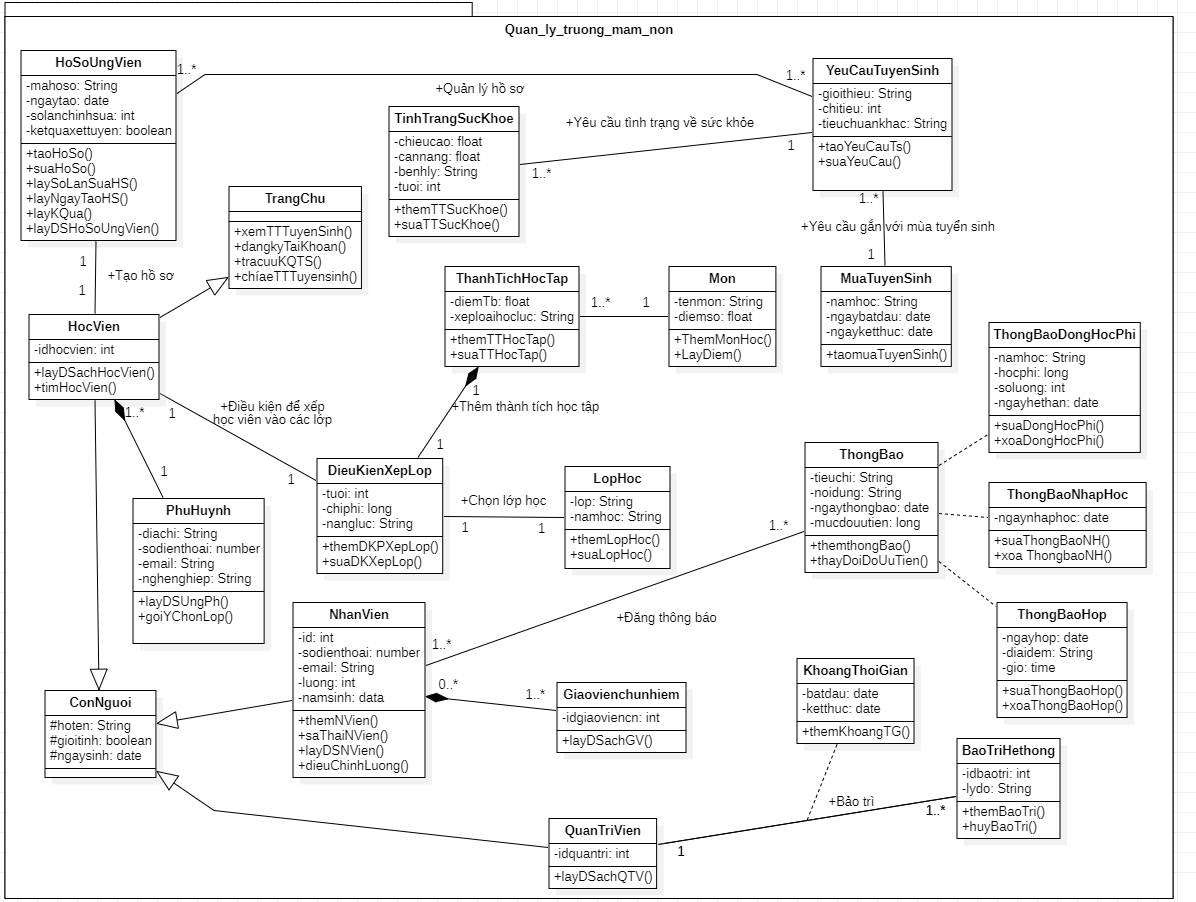 Quan_ly_truong_mam_non
HoSoUngVien
-mahoso: String
-ngaytao: date
-solanchinhsua: int
-ketquaxettuyen: boolean
+taoHoSo()
+suaHoSo()
+laySoLanSuaHS()
+layNgayTaoHS()
+layKQua()
+layDSHoSoUngVien()
1..*
+Quản lý hồ sơ
1..*
YeuCauTuyenSinh
-gioithieu: String
-chitieu: int
-tieuchuankhac: String
+taoYeuCauTs()
+suaYeuCau()
TinhTrangSucKhoe
-chieucao: float
-cannang: float
-benhly: String
-tuoi: int
+themTTSucKhoe()
+suaTTSucKhoe()
+Yêu cầu tình trạng về sức khỏe
1..*
1
TrangChu
+xemTTTuyenSinh()
+dangkyTaiKhoan()
+tracuuKQTS()
+chíaeTTTuyensinh()
1..*
+Yêu cầu gắn với mùa tuyển sinh
1
1
+Tạo hồ sơ
1
ThanhTichHocTap
-diemTb: float
-xeploaihocluc: String
+themTTHocTap()
+suaTTHocTap()
1..*
1
Mon
-tenmon: String
-diemso: float
+ThemMonHoc()
+LayDiem()
MuaTuyenSinh
-namhoc: String
-ngaybatdau: date
-ngayketthuc: date
+taomuaTuyenSinh()
HocVien
-idhocvien: int
+layDSachHocVien()
+timHocVien()
ThongBaoDongHocPhi
-namhoc: String
-hocphi: long
-soluong: int
-ngayhethan: date
+suaDongHocPhi()
+xoaDongHocPhi()
1..*
1
+Điều kiện để xếp
học viên vào các lớp
1
1
+Thêm thành tích học tập
1
1
DieuKienXepLop
-tuoi: int
-chiphi: long
-nangluc: String
+themDKPXepLop()
+suaDKXepLop()
+Chọn lớp học
1
1
LopHoc
-lop: String
-namhoc: String
+themLopHoc()
+suaLopHoc()
ThongBao
-tieuchi: String
-noidung: String
-ngaythongbao: date
-mucdouutien: long
+themthongBao()
+thayDoiDoUuTien()
ThongBaoNhapHoc
-ngaynhaphoc: date
+suaThongBaoNH()
+xoa ThongbaoNH()
PhuHuynh
-diachi: String
-sodienthoai: number
-email: String
-nghenghiep: String
+layDSUngPh()
+goiYChonLop()
1..*
+Đăng thông báo
1..*
NhanVien
-id: int
-sodienthoai: number
-email: String
-luong: int
-namsinh: data
+themNVien()
+saThaiNVien()
+layDSNVien()
+dieuChinhLuong()
ThongBaoHop
-ngayhop: date
-diaidem: String
-gio: time
+suaThongBaoHop()
+xoaThongBaoHop()
0..*
1..*
Giaovienchunhiem
-idgiaoviencn: int
+layDSachGV()
KhoangThoiGian
-batdau: date
-ketthuc: date
+themKhoangTG()
ConNguoi
#hoten: String
#gioitinh: boolean
#ngaysinh: date
BaoTriHethong
-idbaotri: int
-lydo: String
+themBaoTri()
+huyBaoTri()
+Bảo trì
1..*
1
QuanTriVien
-idquantri: int
+layDSachQTV()